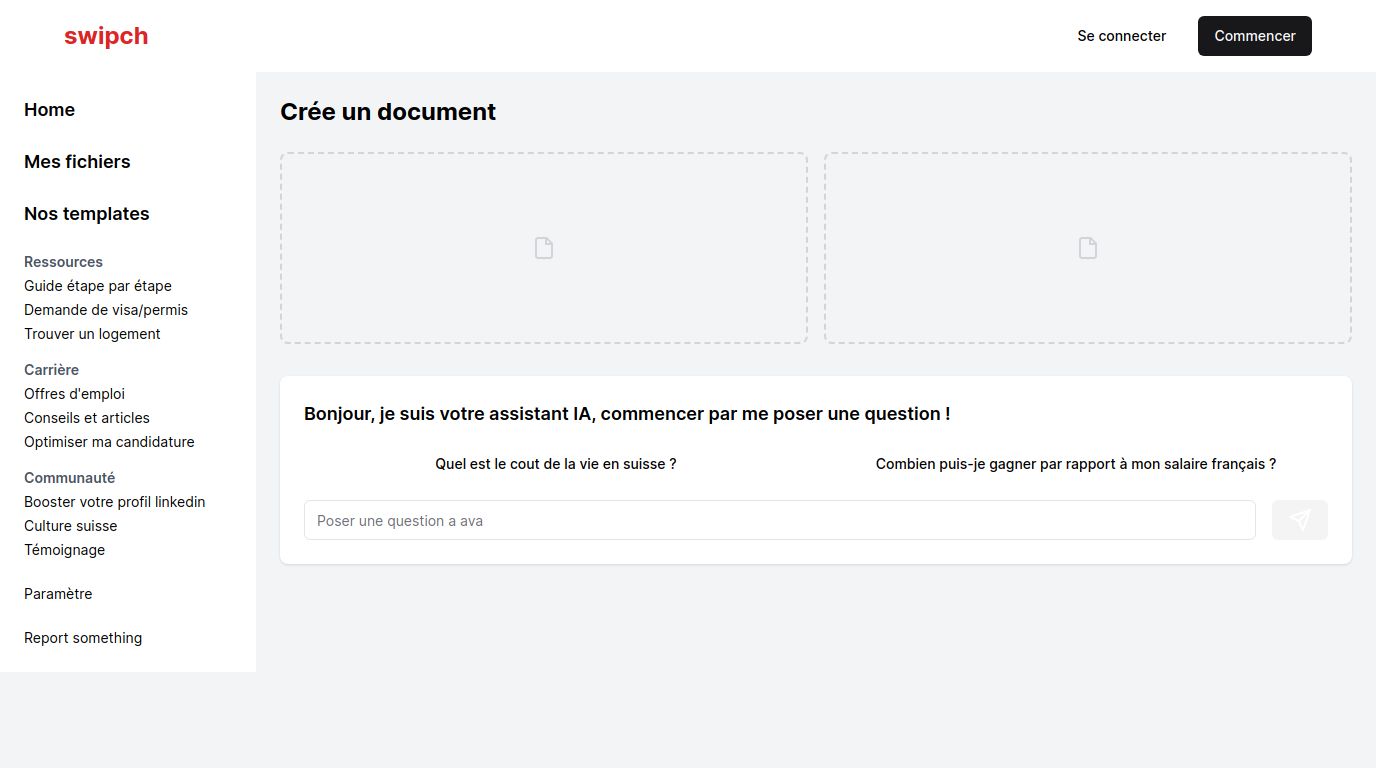 swipch
Se connecter
Commencer
Home
Mes fichiers
Nos templates
Ressources
Guide étape par étape
Demande de visa/permis
Trouver un logement
Carrière
Offres d'emploi
Conseils et articles
Optimiser ma candidature
Communauté
Booster votre profil linkedin
Culture suisse
Témoignage
Paramètre
Report something
Crée un document
Bonjour, je suis votre assistant IA, commencer par me poser une question !
Quel est le cout de la vie en suisse ?
Combien puis-je gagner par rapport à mon salaire français ?
Poser une question a ava